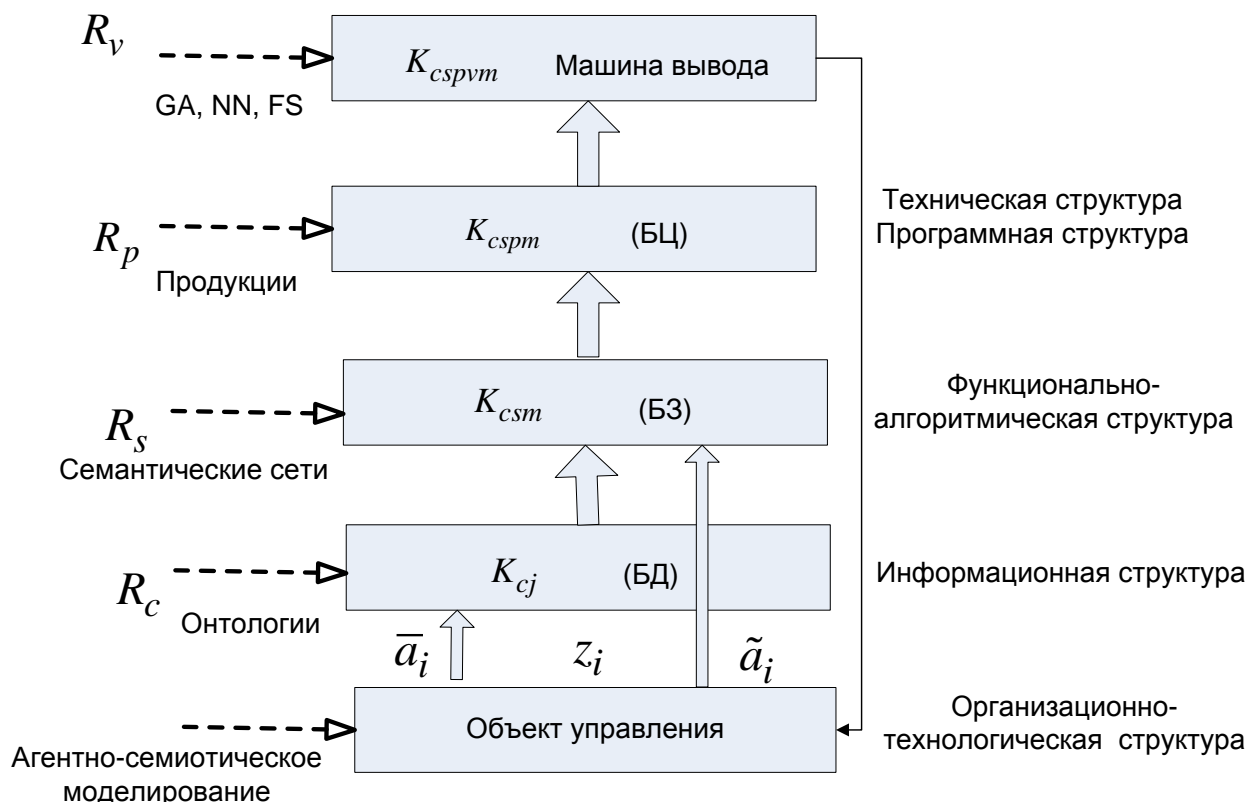 R_v
K_cspvm Машина вывода
GA, NN, FS
R_p
K_cspm (БЦ)
Техническая структура
Программная структура
Продукции
R_s
K_csm (БЗ)
Функционально-
алгоритмическая структура
Семантические сети
R_c
K_cj (БД)
Информационная структура
Онтологии
a̅_i z_i ã_i
Объект управления
Организационно-
технологическая структура
Агентно-семиотическое
моделирование